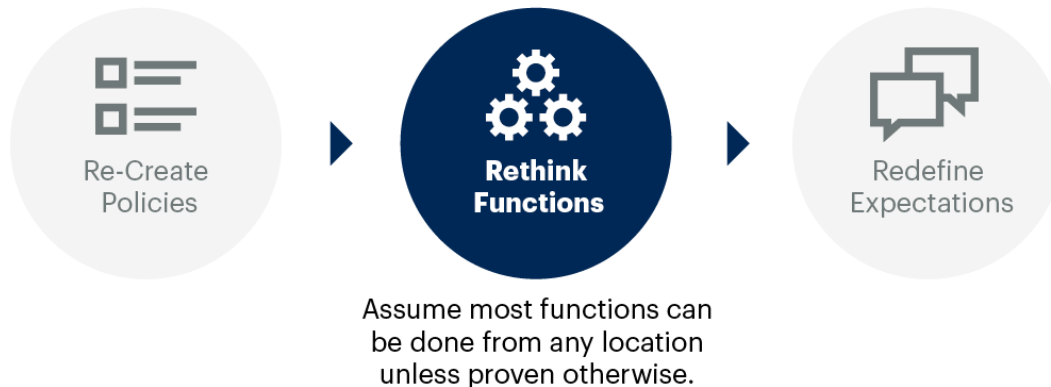 Re-Create
Policies
Rethink
Functions
Redefine
Expectations
Assume most functions can
be done from any location
unless proven otherwise.